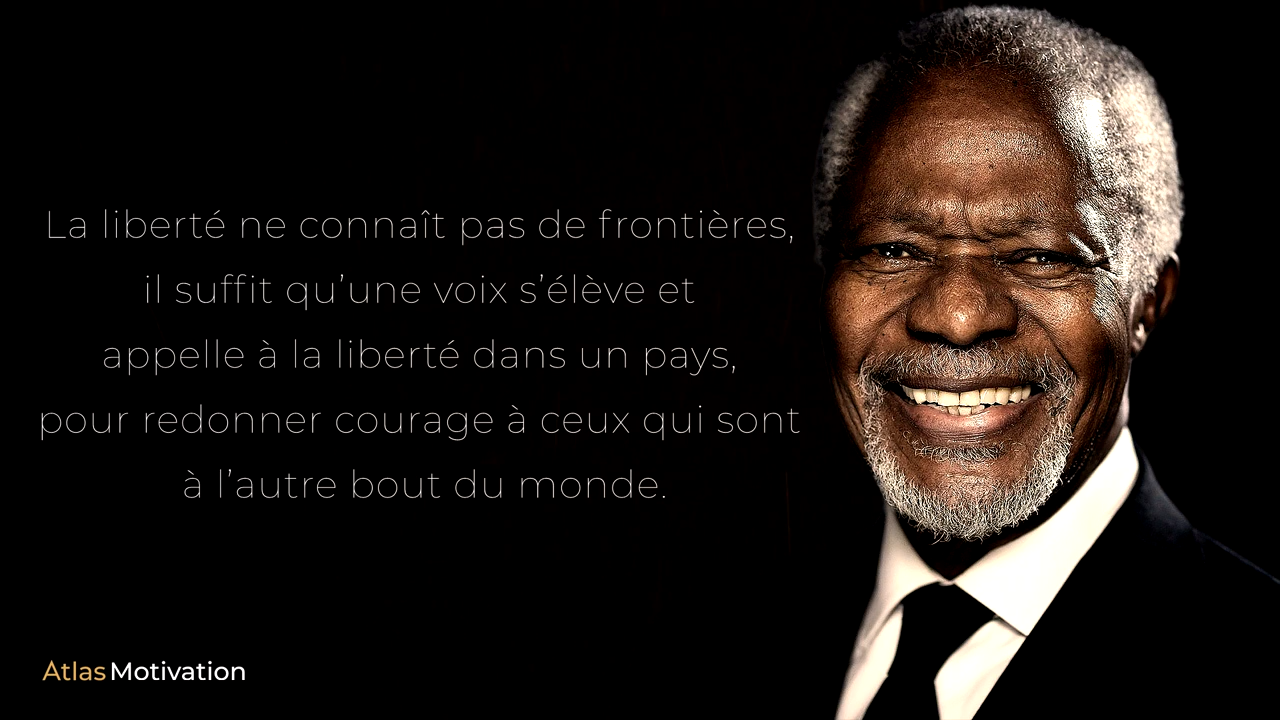 La liberté ne connaît pas de frontières,
il suffit qu’une voix s’élève et
appelle à la liberté dans un pays,
pour redonner courage à ceux qui sont
à l’autre bout du monde.
Atlas Motivation